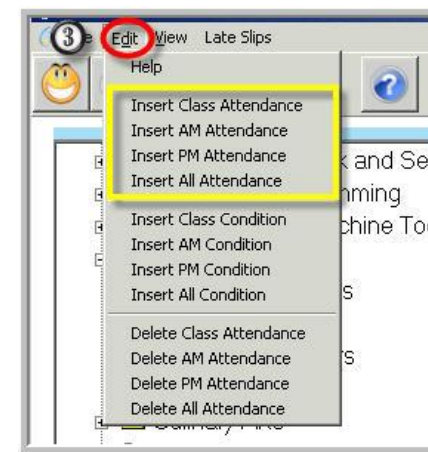 3 Edit View Late Slips
Help
Insert Class Attendance
Insert AM Attendance
Insert PM Attendance
Insert All Attendance
Insert Class Condition
Insert AM Condition
Insert PM Condition
Insert All Condition
Delete Class Attendance
Delete AM Attendance
Delete PM Attendance
Delete All Attendance
and Se